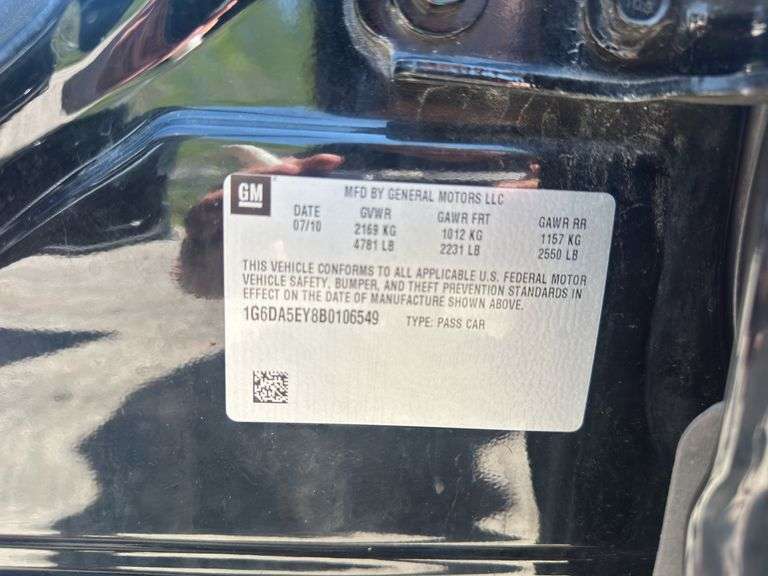 GM
MFD BY GENERAL MOTORS LLC
DATE GVWR GAWR FRT GAWR RR
07/10 2169 KG 1012 KG 1157 KG
4781 LB 2231 LB 2550 LB
THIS VEHICLE CONFORMS TO ALL APPLICABLE U.S. FEDERAL MOTOR
VEHICLE SAFETY, BUMPER, AND THEFT PREVENTION STANDARDS IN
EFFECT ON THE DATE OF MANUFACTURE SHOWN ABOVE.
1G6DA5EY8B0106549 TYPE: PASS CAR